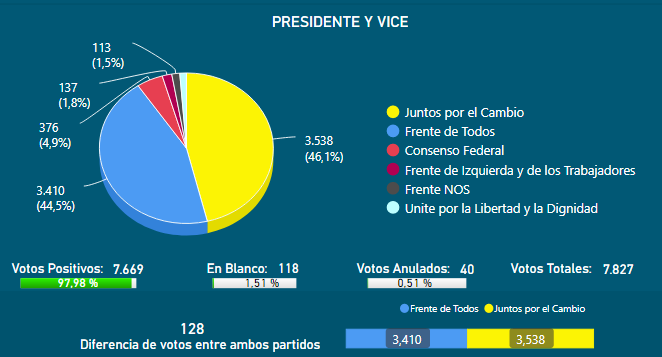 PRESIDENTE Y VICE
113
(1,5%)
137
(1,8%)
376
(4,9%)
3.410
(44,5%)
3.538
(46,1%)
Juntos por el Cambio
Frente de Todos
Consenso Federal
Frente de Izquierda y de los Trabajadores
Frente NOS
Unite por la Libertad y la Dignidad
Votos Positivos: 7.669
97,98 %
En Blanco: 118
1.51 %
Votos Anulados: 40
0.51 %
Votos Totales: 7.827
Frente de Todos Juntos por el Cambio
128
Diferencia de votos entre ambos partidos
3,410 3,538